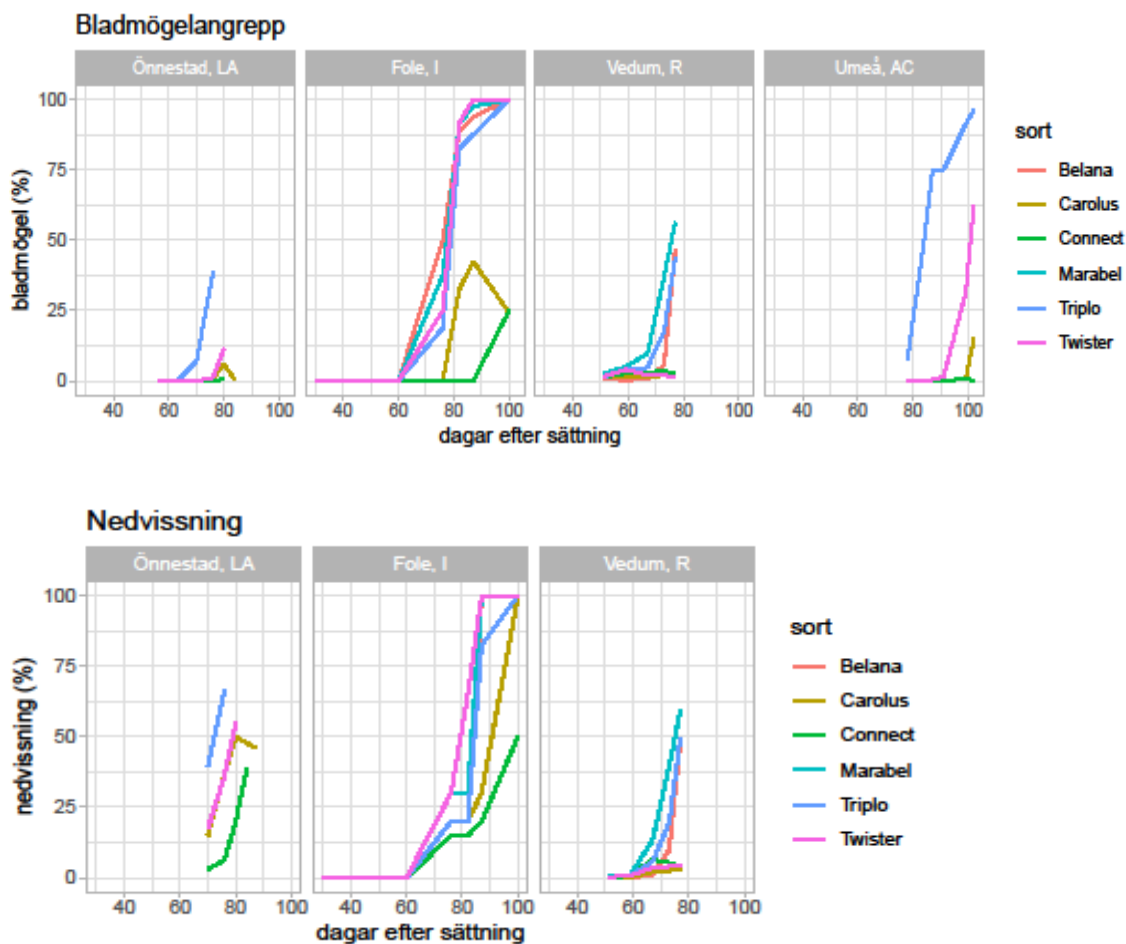 Bladmögelangrepp
Önnestad, LA Fole, I Vedum, R Umeå, AC
100
75
50
25
0
bladmögel (%)
40 60 80 100 40 60 80 100 40 60 80 100 40 60 80 100
dagar efter sättning
sort
Belana
Carolus
Connect
Marabel
Triplo
Twister
Nedvissning
Önnestad, LA Fole, I Vedum, R
100
75
50
25
0
nedvissning (%)
40 60 80 100 40 60 80 100 40 60 80 100
dagar efter sättning
sort
Belana
Carolus
Connect
Marabel
Triplo
Twister